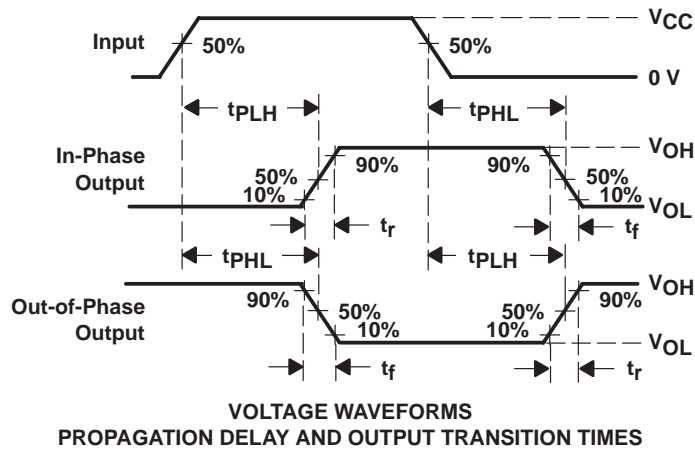 Input
50%
50%
VCC
0 V
tPLH
tPHL
In-Phase
Output
50%
10%
90%
90%
50%
10%
VOH
VOL
tr
tf
tPHL
tPLH
Out-of-Phase
Output
90%
50%
10%
50%
10%
90%
VOH
VOL
tf
tr
VOLTAGE WAVEFORMS
PROPAGATION DELAY AND OUTPUT TRANSITION TIMES